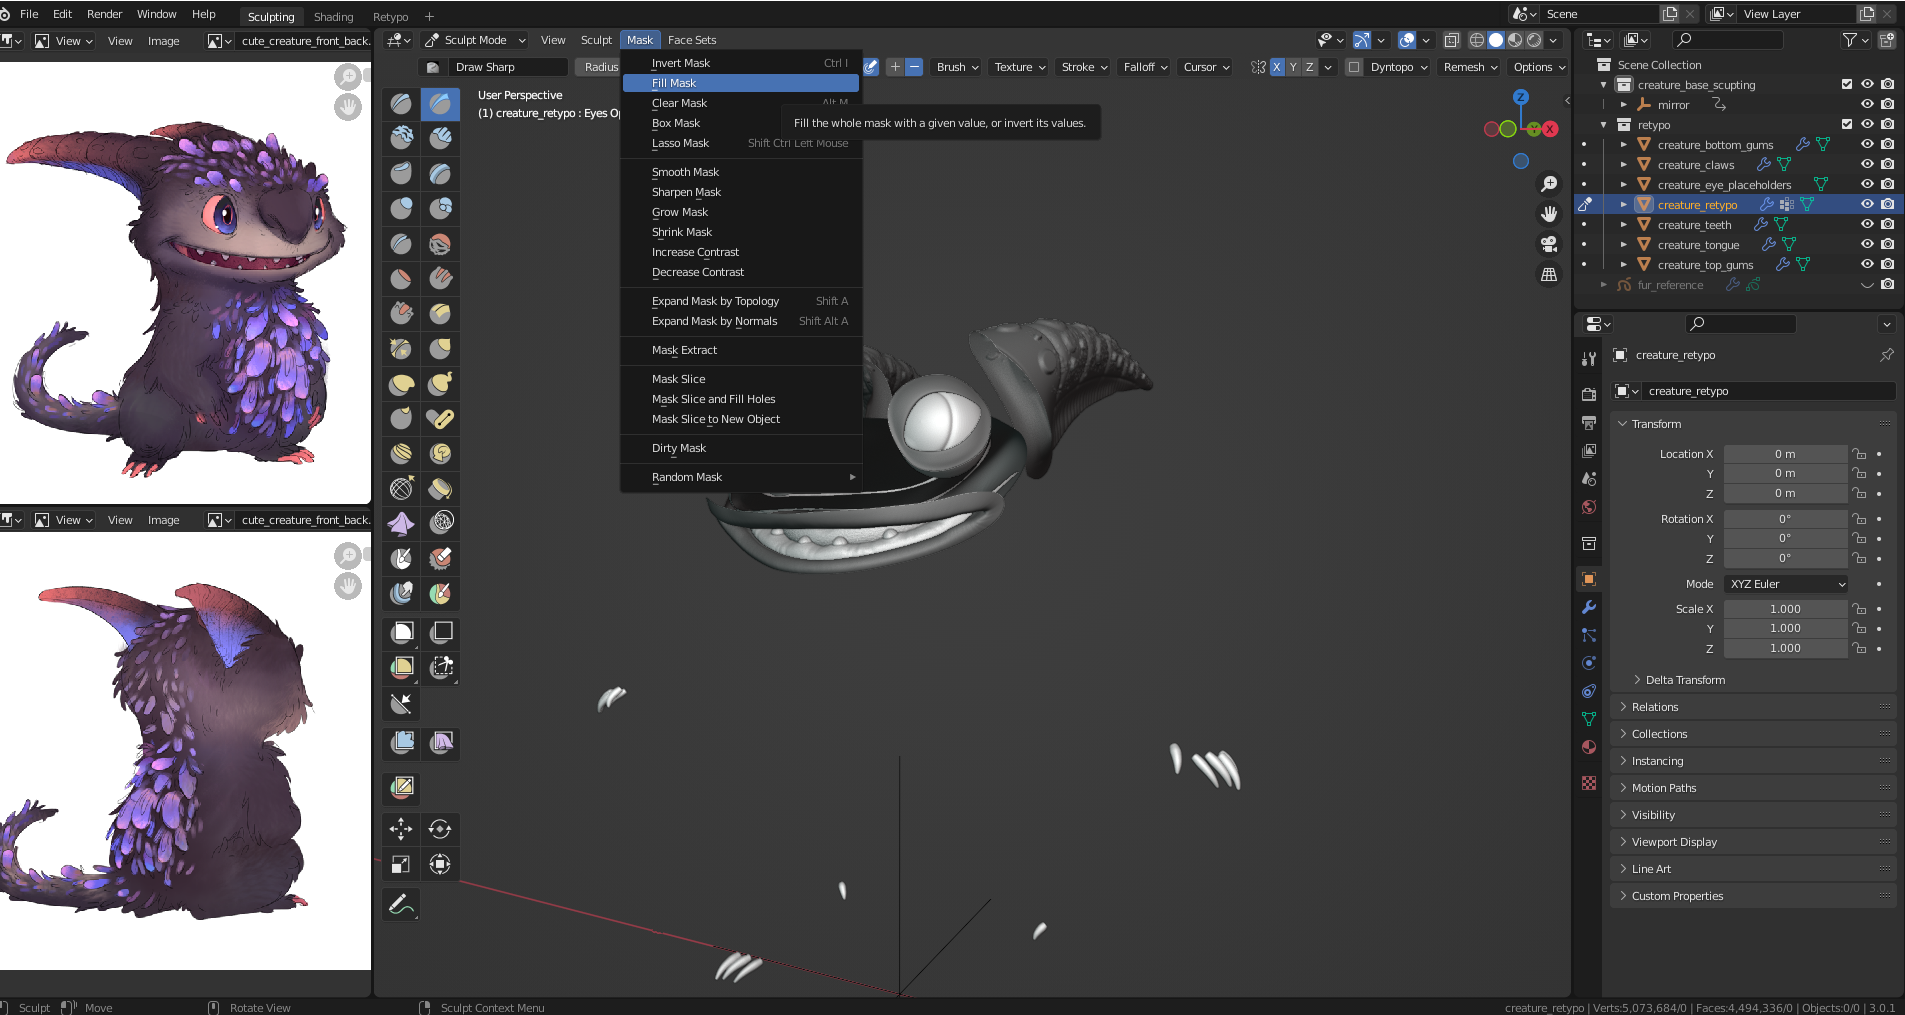 File Edit Render Window Help Sculpting Shading Retypo + Scene View Layer
View View Image cute_creature_front_back.
Sculpt Mode View Sculpt Mask Face Sets
Draw Sharp Radius Brush Texture Stroke Falloff Cursor X Y Z Dyntopo Remesh Options
User Perspective
(1) creature_retypo : Eyes Op
Invert Mask Ctrl I
Fill Mask
Clear Mask Alt M
Box Mask
Lasso Mask Shift Ctrl Left Mouse
Smooth Mask
Sharpen Mask
Grow Mask
Shrink Mask
Increase Contrast
Decrease Contrast
Expand Mask by Topology Shift A
Expand Mask by Normals Shift Alt A
Mask Extract
Mask Slice
Mask Slice and Fill Holes
Mask Slice to New Object
Dirty Mask
Random Mask
Fill the whole mask with a given value, or invert its values.
Z
Y
X
View View Image cute_creature_front_back.
Scene Collection
creature_base_scupting
mirror
retypo
creature_bottom_gums
creature_claws
creature_eye_placeholders
creature_retypo
creature_teeth
creature_tongue
creature_top_gums
fur_reference
creature_retypo
creature_retypo
Transform
Location X 0 m
Y 0 m
Z 0 m
Rotation X 0°
Y 0°
Z 0°
Mode XYZ Euler
Scale X 1.000
Y 1.000
Z 1.000
Delta Transform
Relations
Collections
Instancing
Motion Paths
Visibility
Viewport Display
Line Art
Custom Properties
Sculpt Move Rotate View Sculpt Context Menu creature_retypo | Verts:5,073,684/0 | Faces:4,494,336/0 | Objects:0/0 | 3.0.1